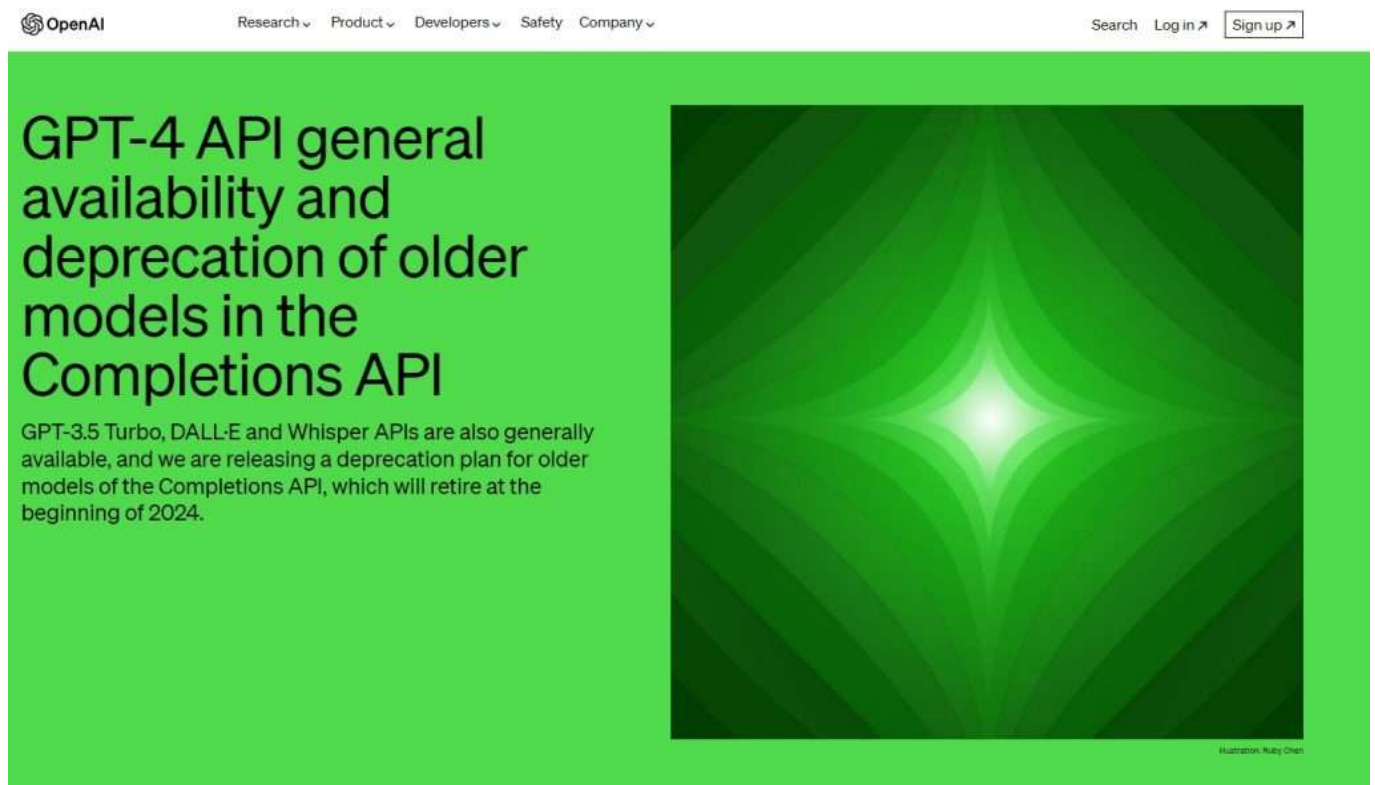 OpenAI
Research
Product
Developers
Safety
Company
Search
Log in
Sign up
GPT-4 API general
availability and
deprecation of older
models in the
Completions API
GPT-3.5 Turbo, DALL·E and Whisper APIs are also generally
available, and we are releasing a deprecation plan for older
models of the Completions API, which will retire at the
beginning of 2024.
Illustration: Ruby Chen